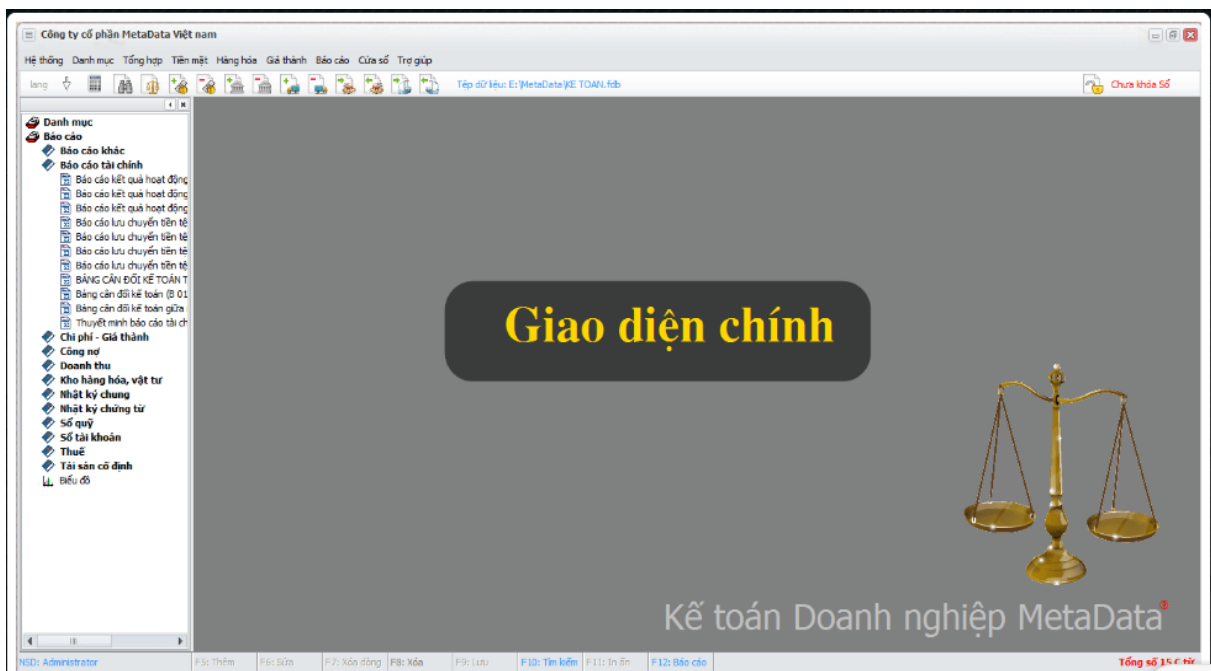 Công ty cổ phần MetaData Việt nam
Hệ thống Danh mục Tổng hợp Tiền mặt Hàng hóa Giá thành Báo cáo Cửa sổ Trợ giúp
lang Tệp dữ liệu: E:\MetaData\KE TOAN.fdb Chưa khóa Sổ
Danh mục
Báo cáo
Báo cáo khác
Báo cáo tài chính
Báo cáo kết quả hoạt động
Báo cáo kết quả hoạt động
Báo cáo kết quả hoạt động
Báo cáo lưu chuyển tiền tệ
Báo cáo lưu chuyển tiền tệ
Báo cáo lưu chuyển tiền tệ
Báo cáo lưu chuyển tiền tệ
BẢNG CÂN ĐỐI KẾ TOÁN T
Bảng cân đối kế toán (B 01
Bảng cân đối kế toán giữa
Thuyết minh báo cáo tài ch
Chi phí - Giá thành
Công nợ
Doanh thu
Kho hàng hóa, vật tư
Nhật ký chung
Nhật ký chứng từ
Sổ quỹ
Sổ tài khoản
Thuế
Tài sản cố định
Biểu đồ
Giao diện chính
Kế toán Doanh nghiệp MetaData®
NSD: Administrator F5: Thêm F6: Sửa F7: Xóa dòng F8: Xóa F9: Lưu F10: Tìm kiếm F11: In ấn F12: Báo cáo Tổng số 15 C.từ